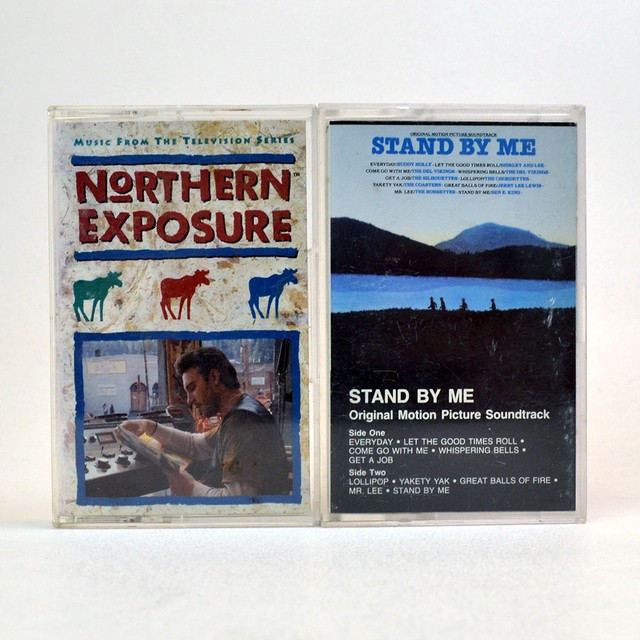 MUSIC FROM THE TELEVISION SERIES
NORTHERN
EXPOSURE
ORIGINAL MOTION PICTURE SOUNDTRACK
STAND BY ME
EVERYDAY/BUDDY HOLLY · LET THE GOOD TIMES ROLL/SHIRLEY AND LEE ·
COME GO WITH ME/THE DEL VIKINGS · WHISPERING BELLS/THE DEL VIKINGS
GET A JOB/THE SILHOUETTES · LOLLIPOP/THE CHORDETTES ·
YAKETY YAK/THE COASTERS · GREAT BALLS OF FIRE/JERRY LEE LEWIS ·
MR. LEE/THE BOBBETTES · STAND BY ME/BEN E. KING ·
STAND BY ME
Original Motion Picture Soundtrack
Side One
EVERYDAY • LET THE GOOD TIMES ROLL •
COME GO WITH ME • WHISPERING BELLS •
GET A JOB
Side Two
LOLLIPOP • YAKETY YAK • GREAT BALLS OF FIRE •
MR. LEE • STAND BY ME